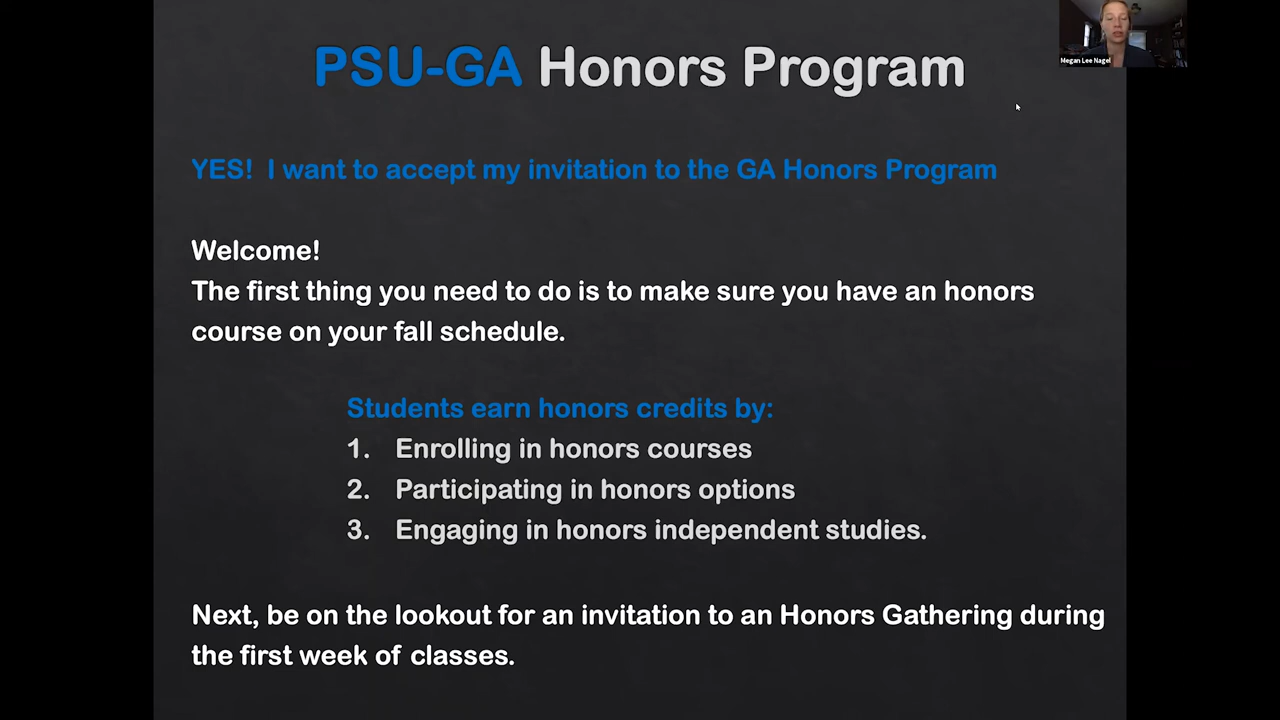 PSU-GA Honors Program
Megan Lee Nagel
YES! I want to accept my invitation to the GA Honors Program
Welcome!
The first thing you need to do is to make sure you have an honors
course on your fall schedule.
Students earn honors credits by:
1. Enrolling in honors courses
2. Participating in honors options
3. Engaging in honors independent studies.
Next, be on the lookout for an invitation to an Honors Gathering during
the first week of classes.